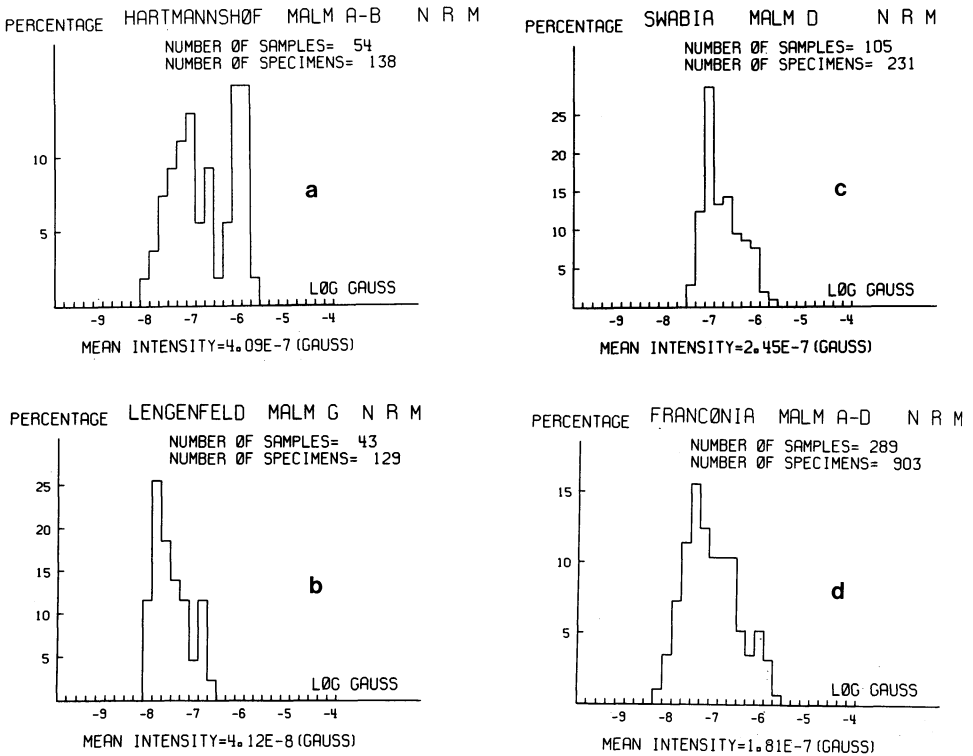 PERCENTAGE HARTMANNSHØF MALM A-B N R M
NUMBER ØF SAMPLES= 54
NUMBER ØF SPECIMENS= 138
10
5
a
LØG GAUSS
-9 -8 -7 -6 -5 -4
MEAN INTENSITY=4.09E-7(GAUSS)
PERCENTAGE SWABIA MALM D N R M
NUMBER ØF SAMPLES= 105
NUMBER ØF SPECIMENS= 231
25
20
15
10
5
c
LØG GAUSS
-9 -8 -7 -6 -5 -4
MEAN INTENSITY=2.45E-7(GAUSS)
PERCENTAGE LENGENFELD MALM G N R M
NUMBER ØF SAMPLES= 43
NUMBER ØF SPECIMENS= 129
25
20
15
10
5
b
LØG GAUSS
-9 -8 -7 -6 -5 -4
MEAN INTENSITY=4.12E-8(GAUSS)
PERCENTAGE FRANCØNIA MALM A-D N R M
NUMBER ØF SAMPLES= 289
NUMBER ØF SPECIMENS= 903
15
10
5
d
LØG GAUSS
-9 -8 -7 -6 -5 -4
MEAN INTENSITY=1.81E-7(GAUSS)